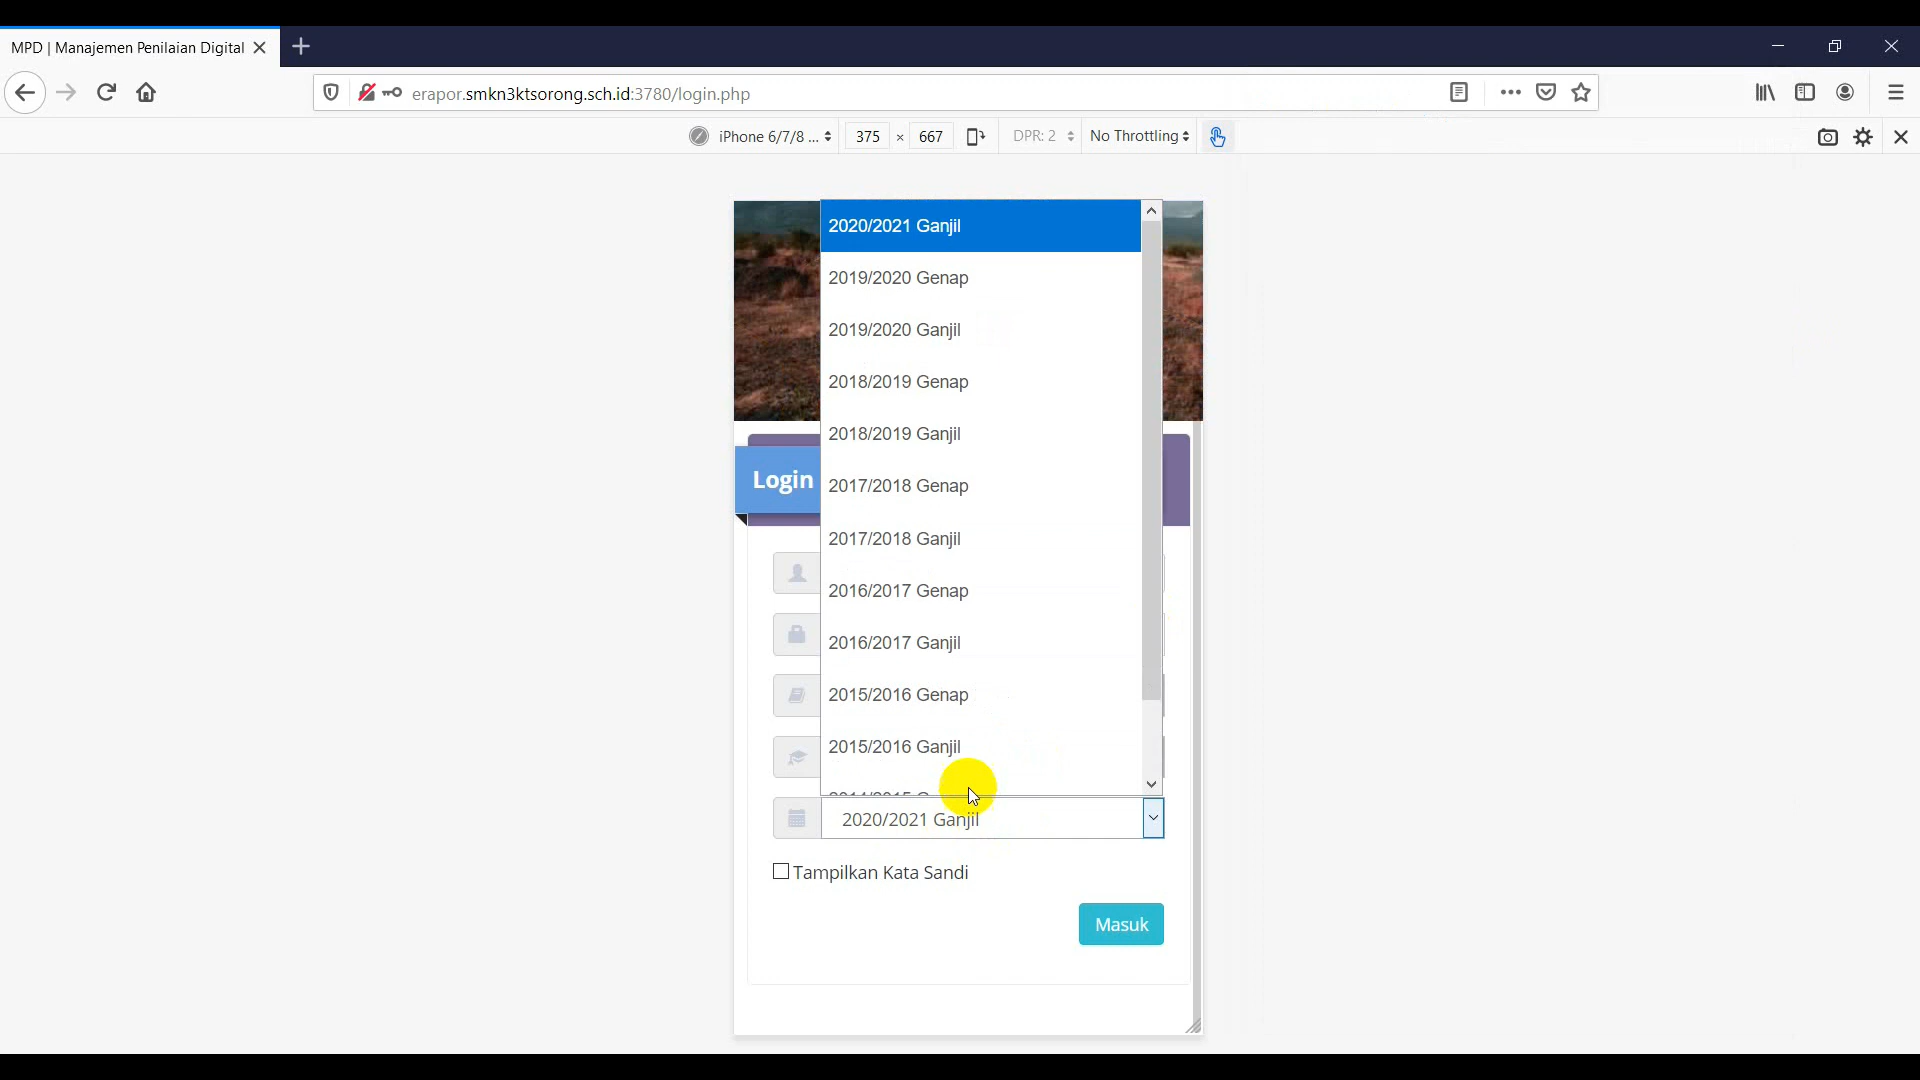 MPD | Manajemen Penilaian Digital
erapor.smkn3ktsorong.sch.id:3780/login.php
iPhone 6/7/8 ... 375 × 667 DPR: 2 No Throttling
2020/2021 Ganjil
2019/2020 Genap
2019/2020 Ganjil
2018/2019 Genap
2018/2019 Ganjil
Login
2017/2018 Genap
2017/2018 Ganjil
2016/2017 Genap
2016/2017 Ganjil
2015/2016 Genap
2015/2016 Ganjil
2020/2021 Ganjil
Tampilkan Kata Sandi
Masuk